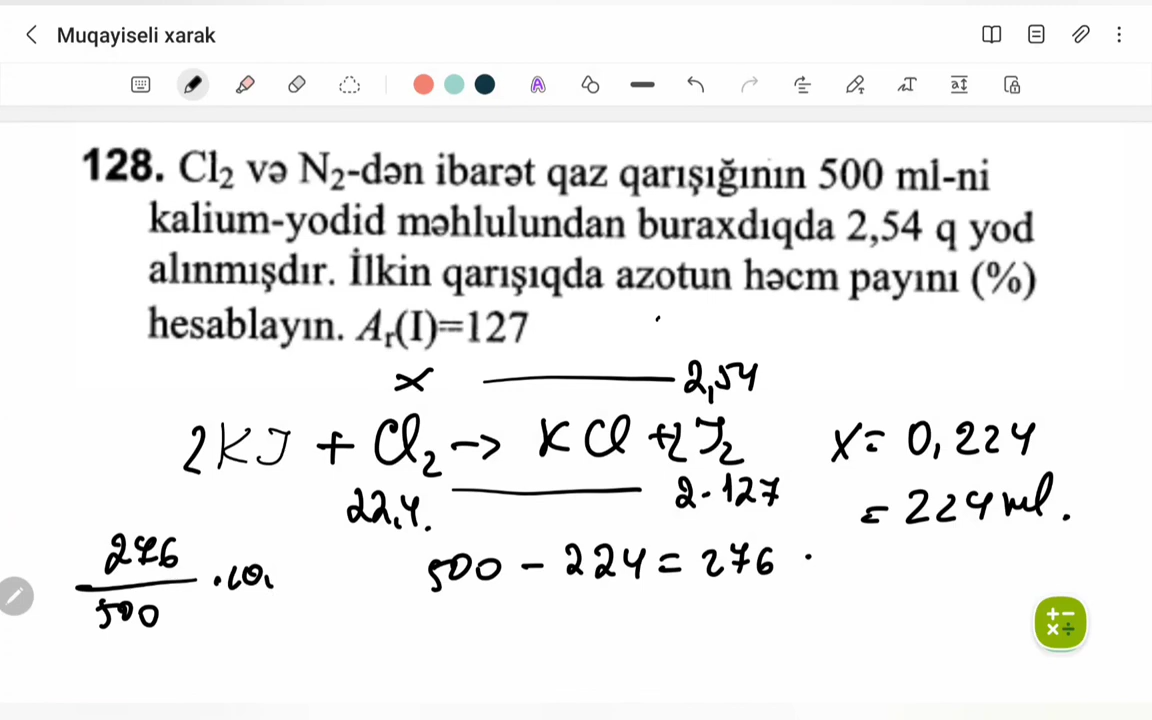 Muqayiseli xarak
128. Cl₂ və N₂-dən ibarət qaz qarışığının 500 ml-ni
kalium-yodid məhlulundan buraxdıqda 2,54 q yod
alınmışdır. İlkin qarışıqda azotun həcm payını (%)
hesablayın. Aᵣ(I)=127
x — 2,54
2KJ + Cl₂ -> KCl + J₂ x = 0,224
22,4. — 2·127 = 224 ml.
276/500 500 - 224 = 276